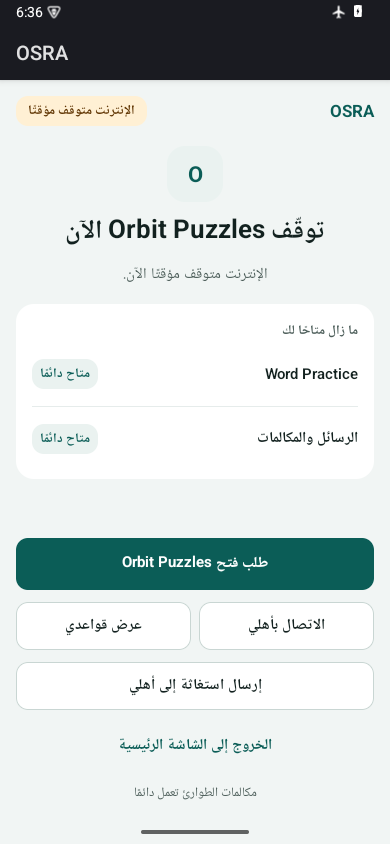 6:36
OSRA
OSRA
الإنترنت متوقف مؤقتًا
O
توقّف Orbit Puzzles الآن
الإنترنت متوقف مؤقتًا الآن.
ما زال متاحًا لك
Word Practice
متاح دائمًا
الرسائل والمكالمات
متاح دائمًا
طلب فتح Orbit Puzzles
الاتصال بأهلي
عرض قواعدي
إرسال استغاثة إلى أهلي
الخروج إلى الشاشة الرئيسية
مكالمات الطوارئ تعمل دائمًا